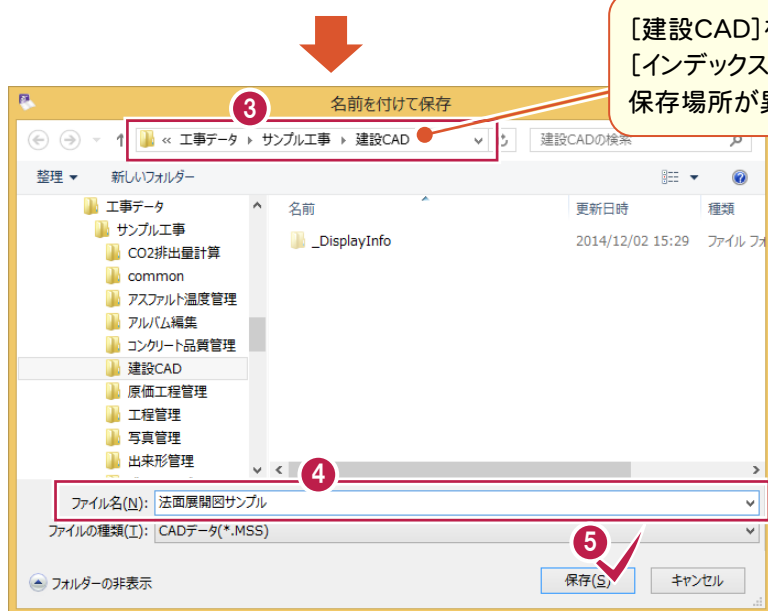 [建設CAD]
[インデックス
保存場所が
3
名前を付けて保存
« 工事データ ▸ サンプル工事 ▸ 建設CAD
建設CADの検索
整理 ▼ 新しいフォルダー
名前 更新日時 種類
工事データ
サンプル工事
_DisplayInfo 2014/12/02 15:29 ファイル フォ
CO2排出量計算
common
アスファルト温度管理
アルバム編集
コンクリート品質管理
建設CAD
原価工程管理
工程管理
写真管理
出来形管理
4
ファイル名(N): 法面展開図サンプル
ファイルの種類(T): CADデータ(*.MSS)
5
フォルダーの非表示 保存(S) キャンセル